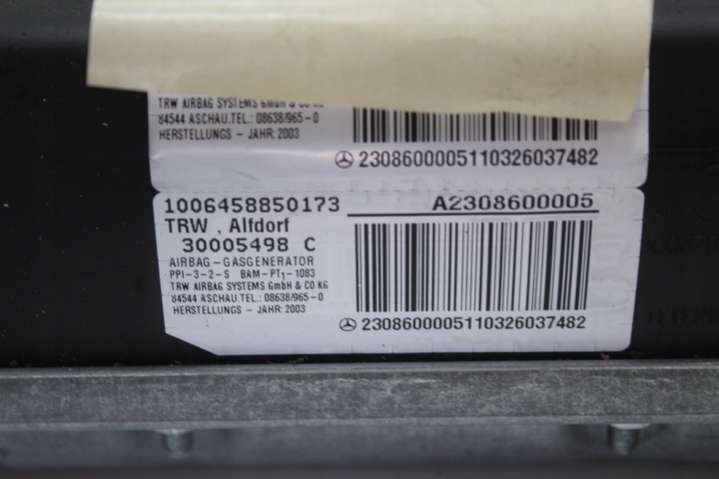 TRW AIRBAG SYSTEMS GmbH & CO KG
84544 ASCHAU.TEL.: 08638/965-0
HERSTELLUNGS - JAHR:2003
2308600005110326037482
1006458850173
A2308600005
TRW , Alfdorf
30005498 C
AIRBAG-GASGENERATOR
PPI-3-2-S BAM-PT1-1083
TRW AIRBAG SYSTEMS GmbH & CO KG
84544 ASCHAU.TEL.: 08638/965-0
HERSTELLUNGS - JAHR:2003
2308600005110326037482